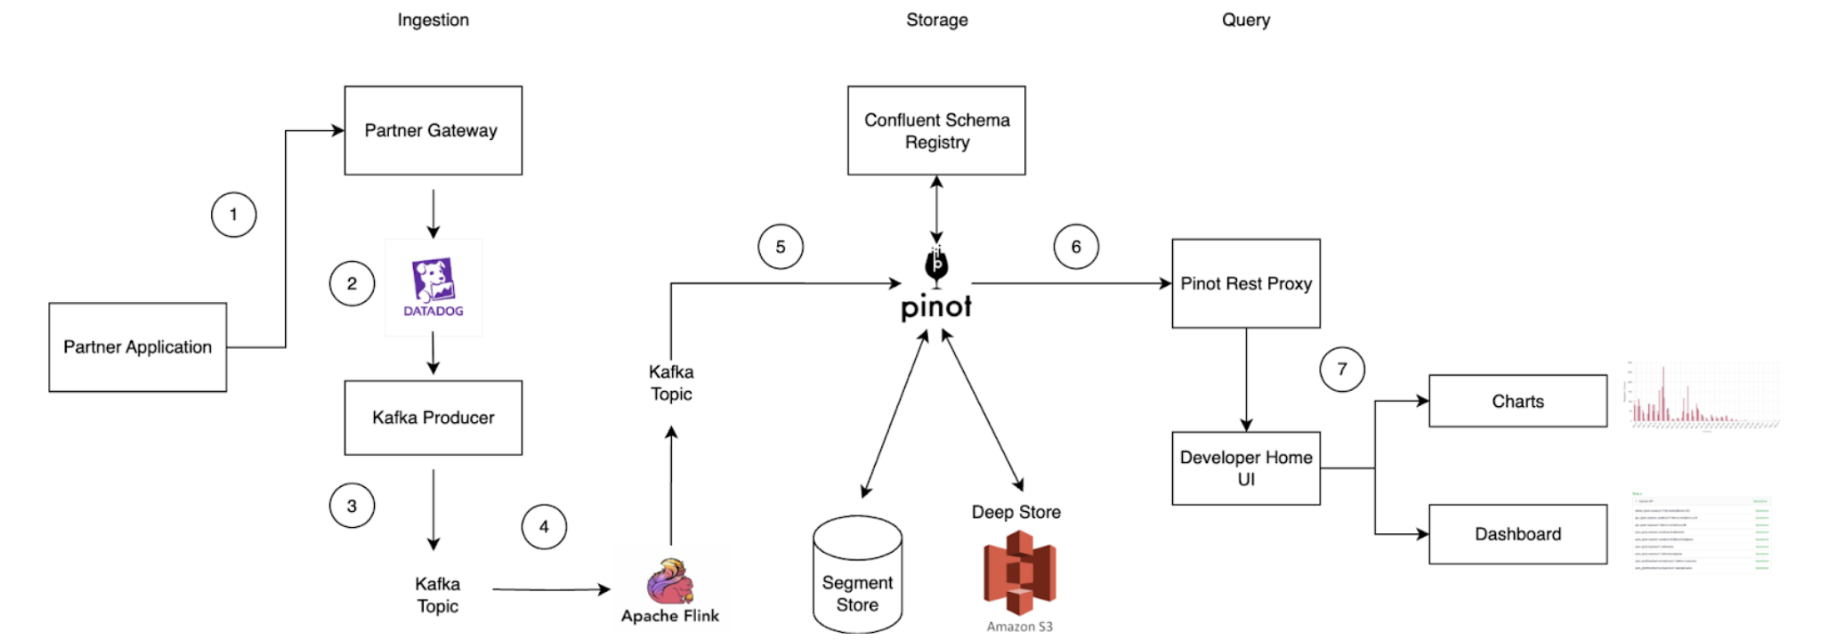 Ingestion
Storage
Query
Partner Gateway
Confluent Schema
Registry
1
5
6
2
DATADOG
pinot
Pinot Rest Proxy
Partner Application
Kafka
Topic
7
Kafka Producer
Charts
Developer Home
UI
3
4
Deep Store
Dashboard
Kafka
Topic
Apache Flink
Segment
Store
Amazon S3